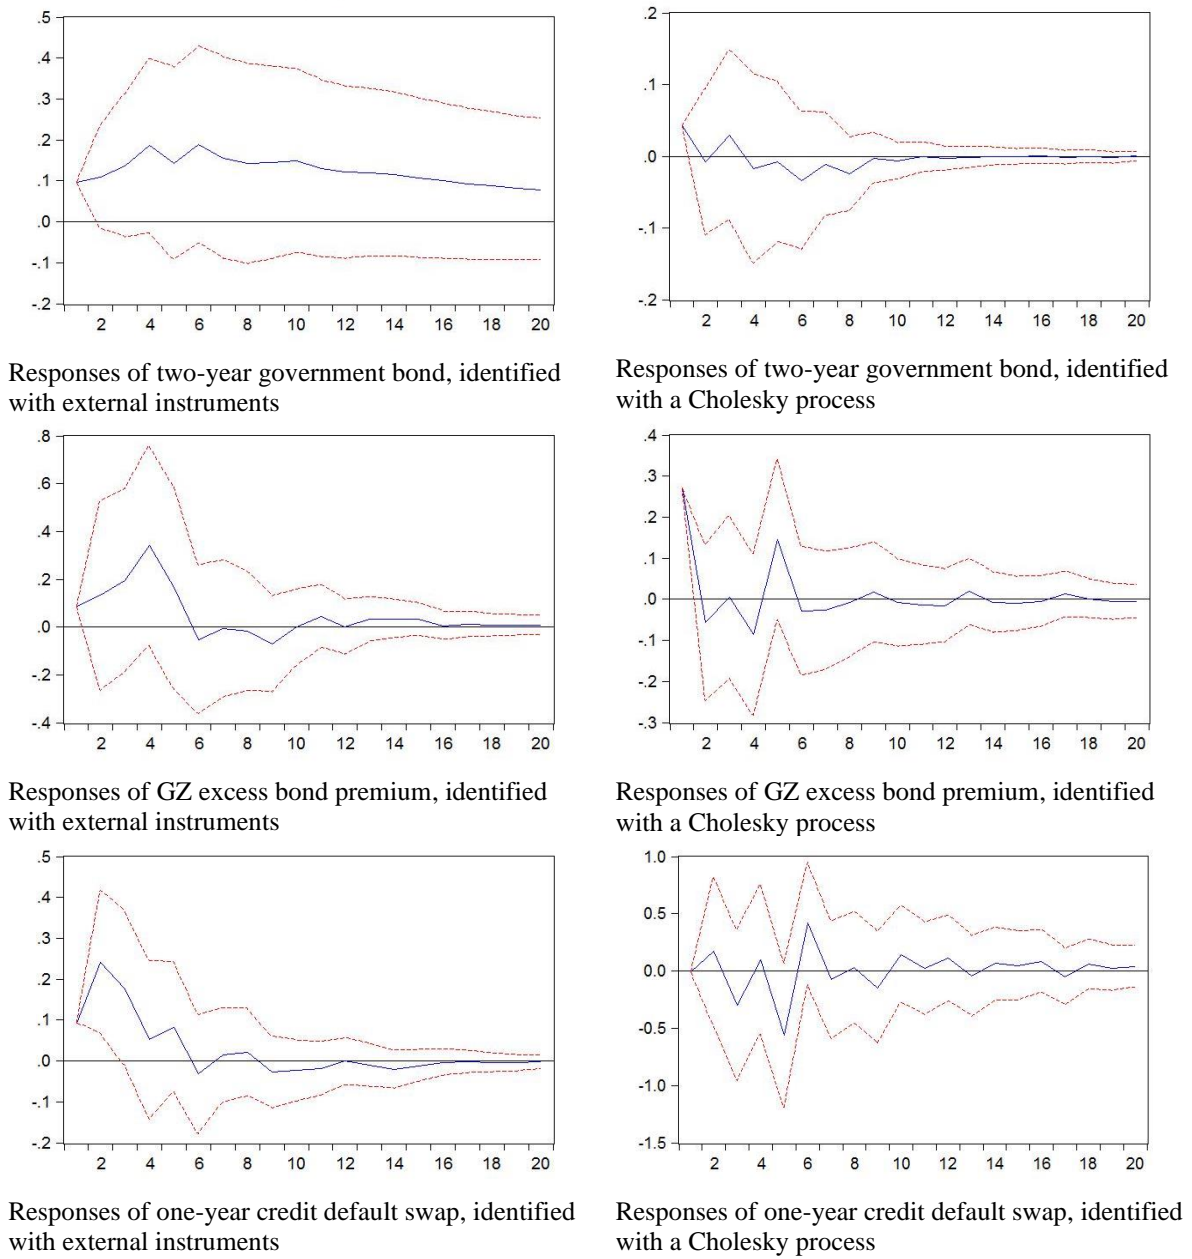 .5
.4
.3
.2
.1
.0
-.1
-.2
2 4 6 8 10 12 14 16 18 20
.2
.1
.0
-.1
-.2
2 4 6 8 10 12 14 16 18 20
Responses of two-year government bond, identified
with external instruments
Responses of two-year government bond, identified
with a Cholesky process
.8
.6
.4
.2
.0
-.2
-.4
2 4 6 8 10 12 14 16 18 20
.4
.3
.2
.1
.0
-.1
-.2
-.3
2 4 6 8 10 12 14 16 18 20
Responses of GZ excess bond premium, identified
with external instruments
Responses of GZ excess bond premium, identified
with a Cholesky process
.5
.4
.3
.2
.1
.0
-.1
-.2
2 4 6 8 10 12 14 16 18 20
1.0
0.5
0.0
-0.5
-1.0
-1.5
2 4 6 8 10 12 14 16 18 20
Responses of one-year credit default swap, identified
with external instruments
Responses of one-year credit default swap, identified
with a Cholesky process